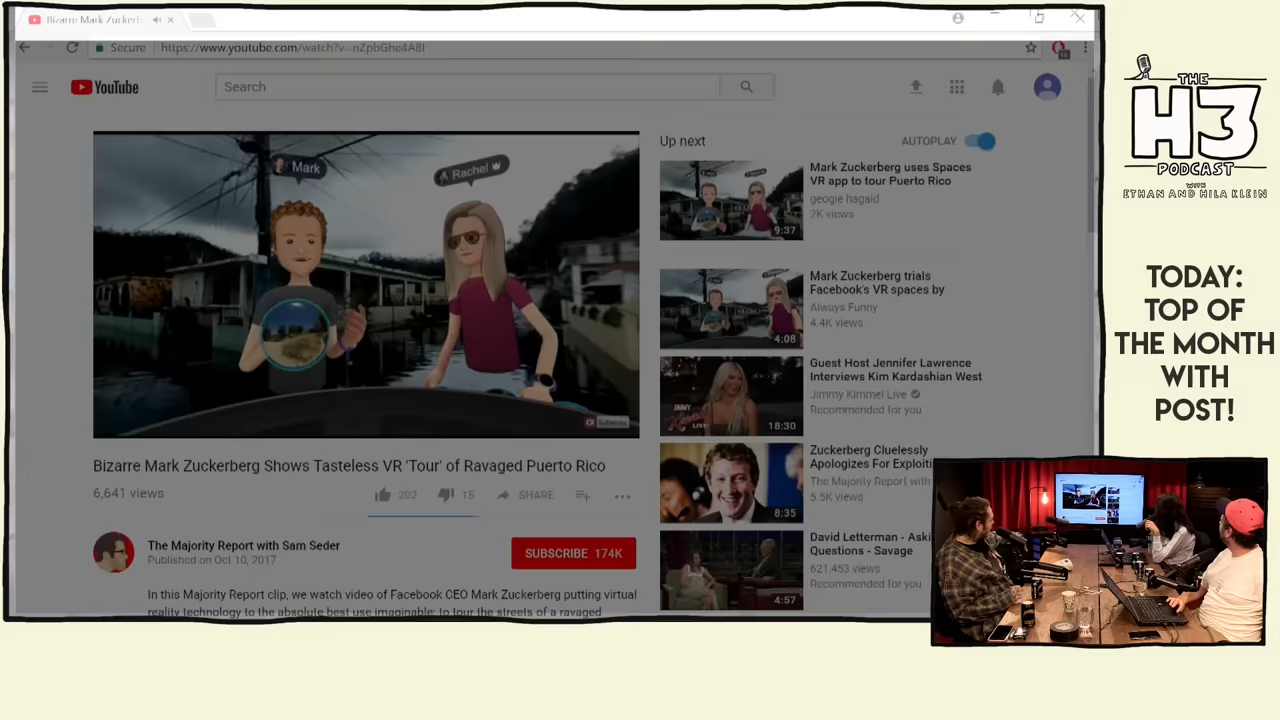 Bizarre Mark Zuckerb
Secure
https://www.youtube.com/watch?v=nZpbGhe4A8I
YouTube
Search
Mark
Rachel
Subscribe
Bizarre Mark Zuckerberg Shows Tasteless VR 'Tour' of Ravaged Puerto Rico
6,641 views
202
15
SHARE
The Majority Report with Sam Seder
Published on Oct 10, 2017
SUBSCRIBE 174K
In this Majority Report clip, we watch video of Facebook CEO Mark Zuckerberg putting virtual
reality technology to the absolute best use imaginable: to tour the streets of a ravaged
Up next
AUTOPLAY
Mark Zuckerberg uses Spaces
VR app to tour Puerto Rico
geogie hagaid
2K views
9:37
Mark Zuckerberg trials
Facebook's VR spaces by
Always Funny
4.4K views
4:08
Guest Host Jennifer Lawrence
Interviews Kim Kardashian West
Jimmy Kimmel Live
Recommended for you
JIMMY
LIVE!
18:30
Zuckerberg Cluelessly
Apologizes For Exploiti
The Majority Report with
5.5K views
8:35
David Letterman - Aski
Questions - Savage
621,453 views
Recommended for you
4:57
THE
H3
PODCAST
WITH
ETHAN AND HILA KLEIN
TODAY:
TOP OF
THE MONTH
WITH
POST!